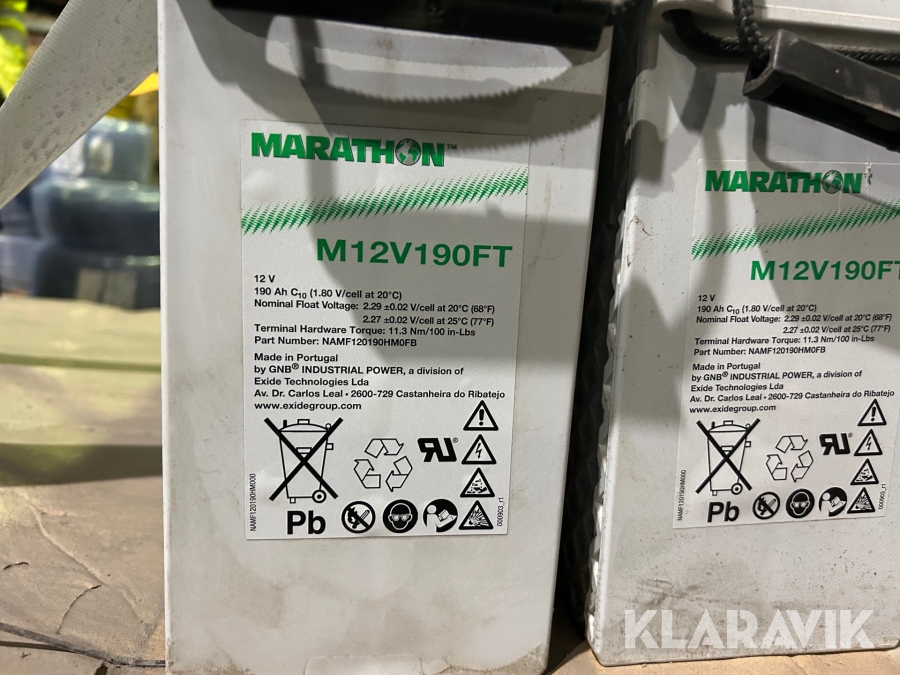 MARATHON™
M12V190FT
12 V
190 Ah C10 (1.80 V/cell at 20°C)
Nominal Float Voltage: 2.29 ±0.02 V/cell at 20°C (68°F)
2.27 ±0.02 V/cell at 25°C (77°F)
Terminal Hardware Torque: 11.3 Nm/100 in-Lbs
Part Number: NAMF120190HM0FB
Made in Portugal
by GNB® INDUSTRIAL POWER, a division of
Exide Technologies Lda
Av. Dr. Carlos Leal • 2600-729 Castanheira do Ribatejo
www.exidegroup.com
Pb
NAMF120190HM000
000903_r1
MARATHON
M12V190FT
12 V
190 Ah C10 (1.80 V/cell at 20°C)
Nominal Float Voltage: 2.29 ±0.02 V/cell at 20°C (68°F)
2.27 ±0.02 V/cell at 25°C (77°F)
Terminal Hardware Torque: 11.3 Nm/100 in-Lbs
Part Number: NAMF120190HM0FB
Made in Portugal
by GNB® INDUSTRIAL POWER, a division of
Exide Technologies Lda
Av. Dr. Carlos Leal • 2600-729 Castanheira do Ribatejo
www.exidegroup.com
Pb
NAMF120190HM000
000903_r1
KLARAVIK